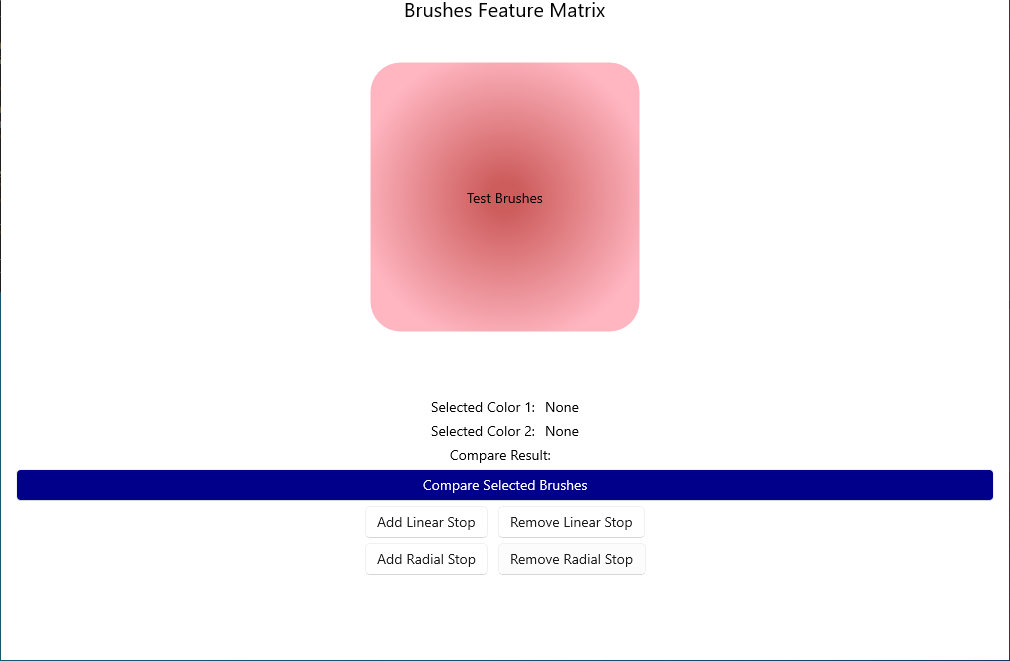 Brushes Feature Matrix
Test Brushes
Selected Color 1: None
Selected Color 2: None
Compare Result:
Compare Selected Brushes
Add Linear Stop Remove Linear Stop
Add Radial Stop Remove Radial Stop